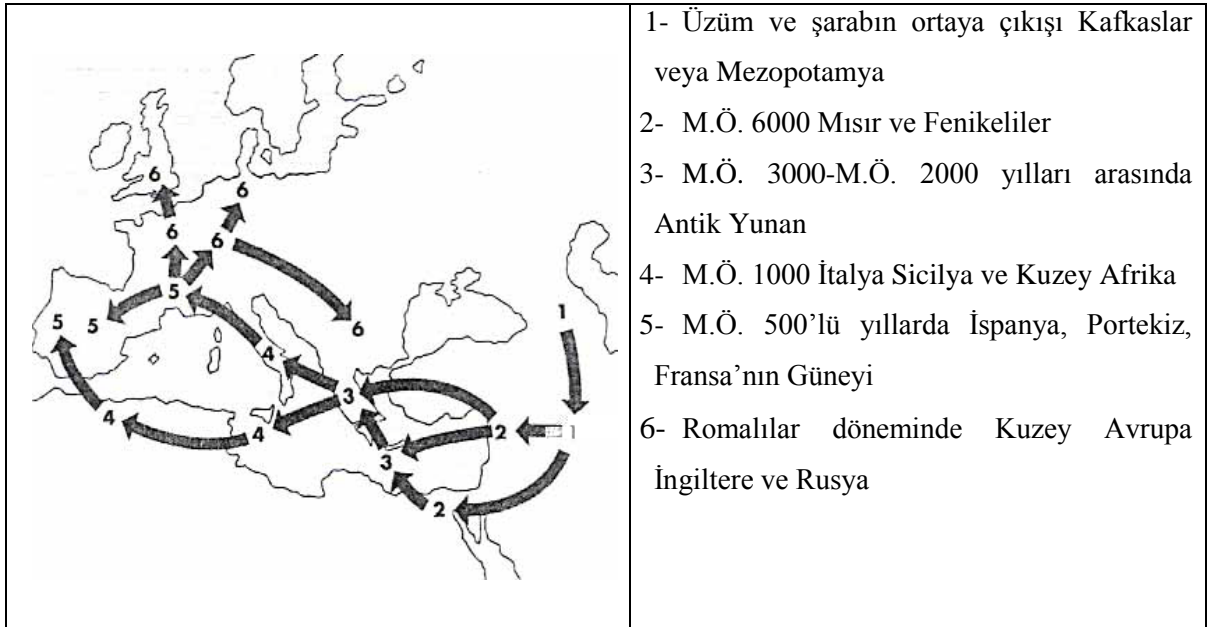 1- Üzüm ve şarabın ortaya çıkışı Kafkaslar
veya Mezopotamya
2- M.Ö. 6000 Mısır ve Fenikeliler
3- M.Ö. 3000-M.Ö. 2000 yılları arasında
Antik Yunan
4- M.Ö. 1000 İtalya Sicilya ve Kuzey Afrika
5- M.Ö. 500’lü yıllarda İspanya, Portekiz,
Fransa’nın Güneyi
6- Romalılar döneminde Kuzey Avrupa
İngiltere ve Rusya
6
6
6
6
5
5
5
6
1
4
3
4
4
2
1
3
2